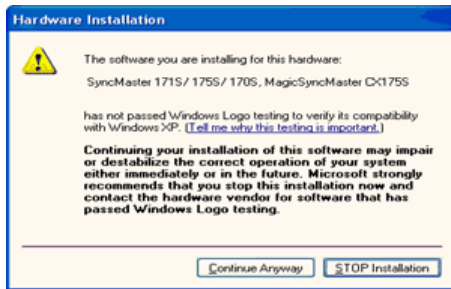 Hardware Installation
The software you are installing for this hardware:
SyncMaster 171S/ 175S/ 170S, MagicSyncMaster CX175S
has not passed Windows Logo testing to verify its compatibility
with Windows XP. (Tell me why this testing is important.)
Continuing your installation of this software may impair
or destabilize the correct operation of your system
either immediately or in the future. Microsoft strongly
recommends that you stop this installation now and
contact the hardware vendor for software that has
passed Windows Logo testing.
Continue Anyway
STOP Installation